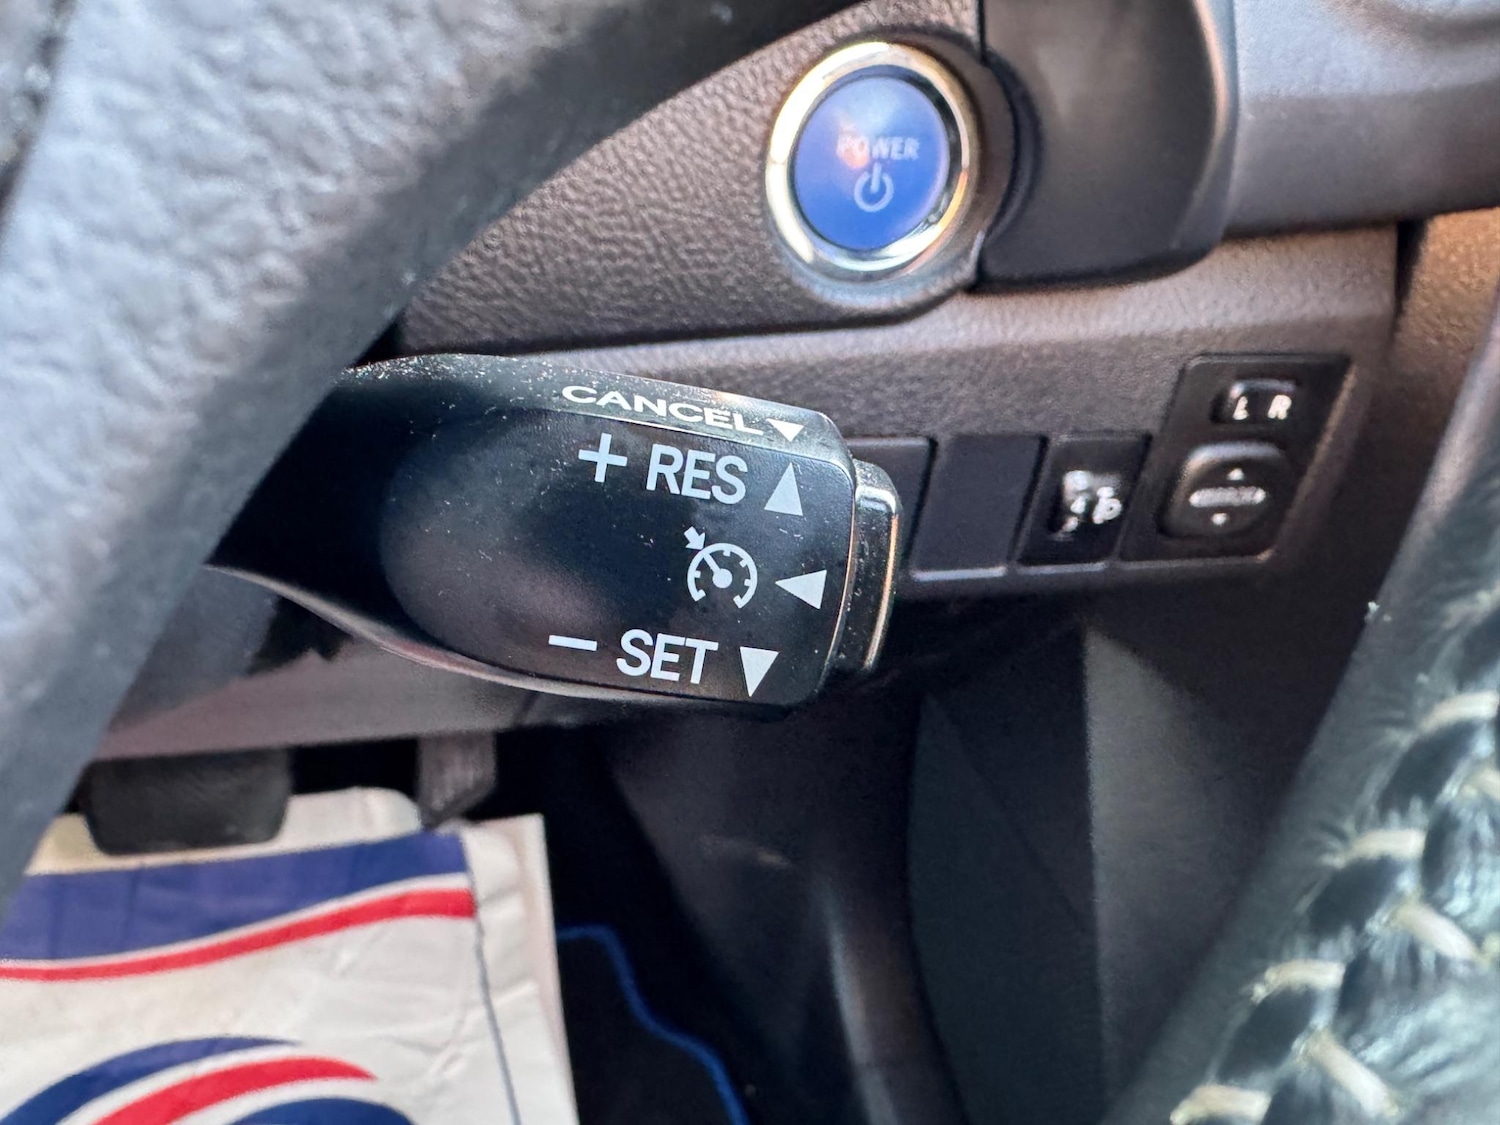 POWER
CANCEL
+ RES
- SET
L R